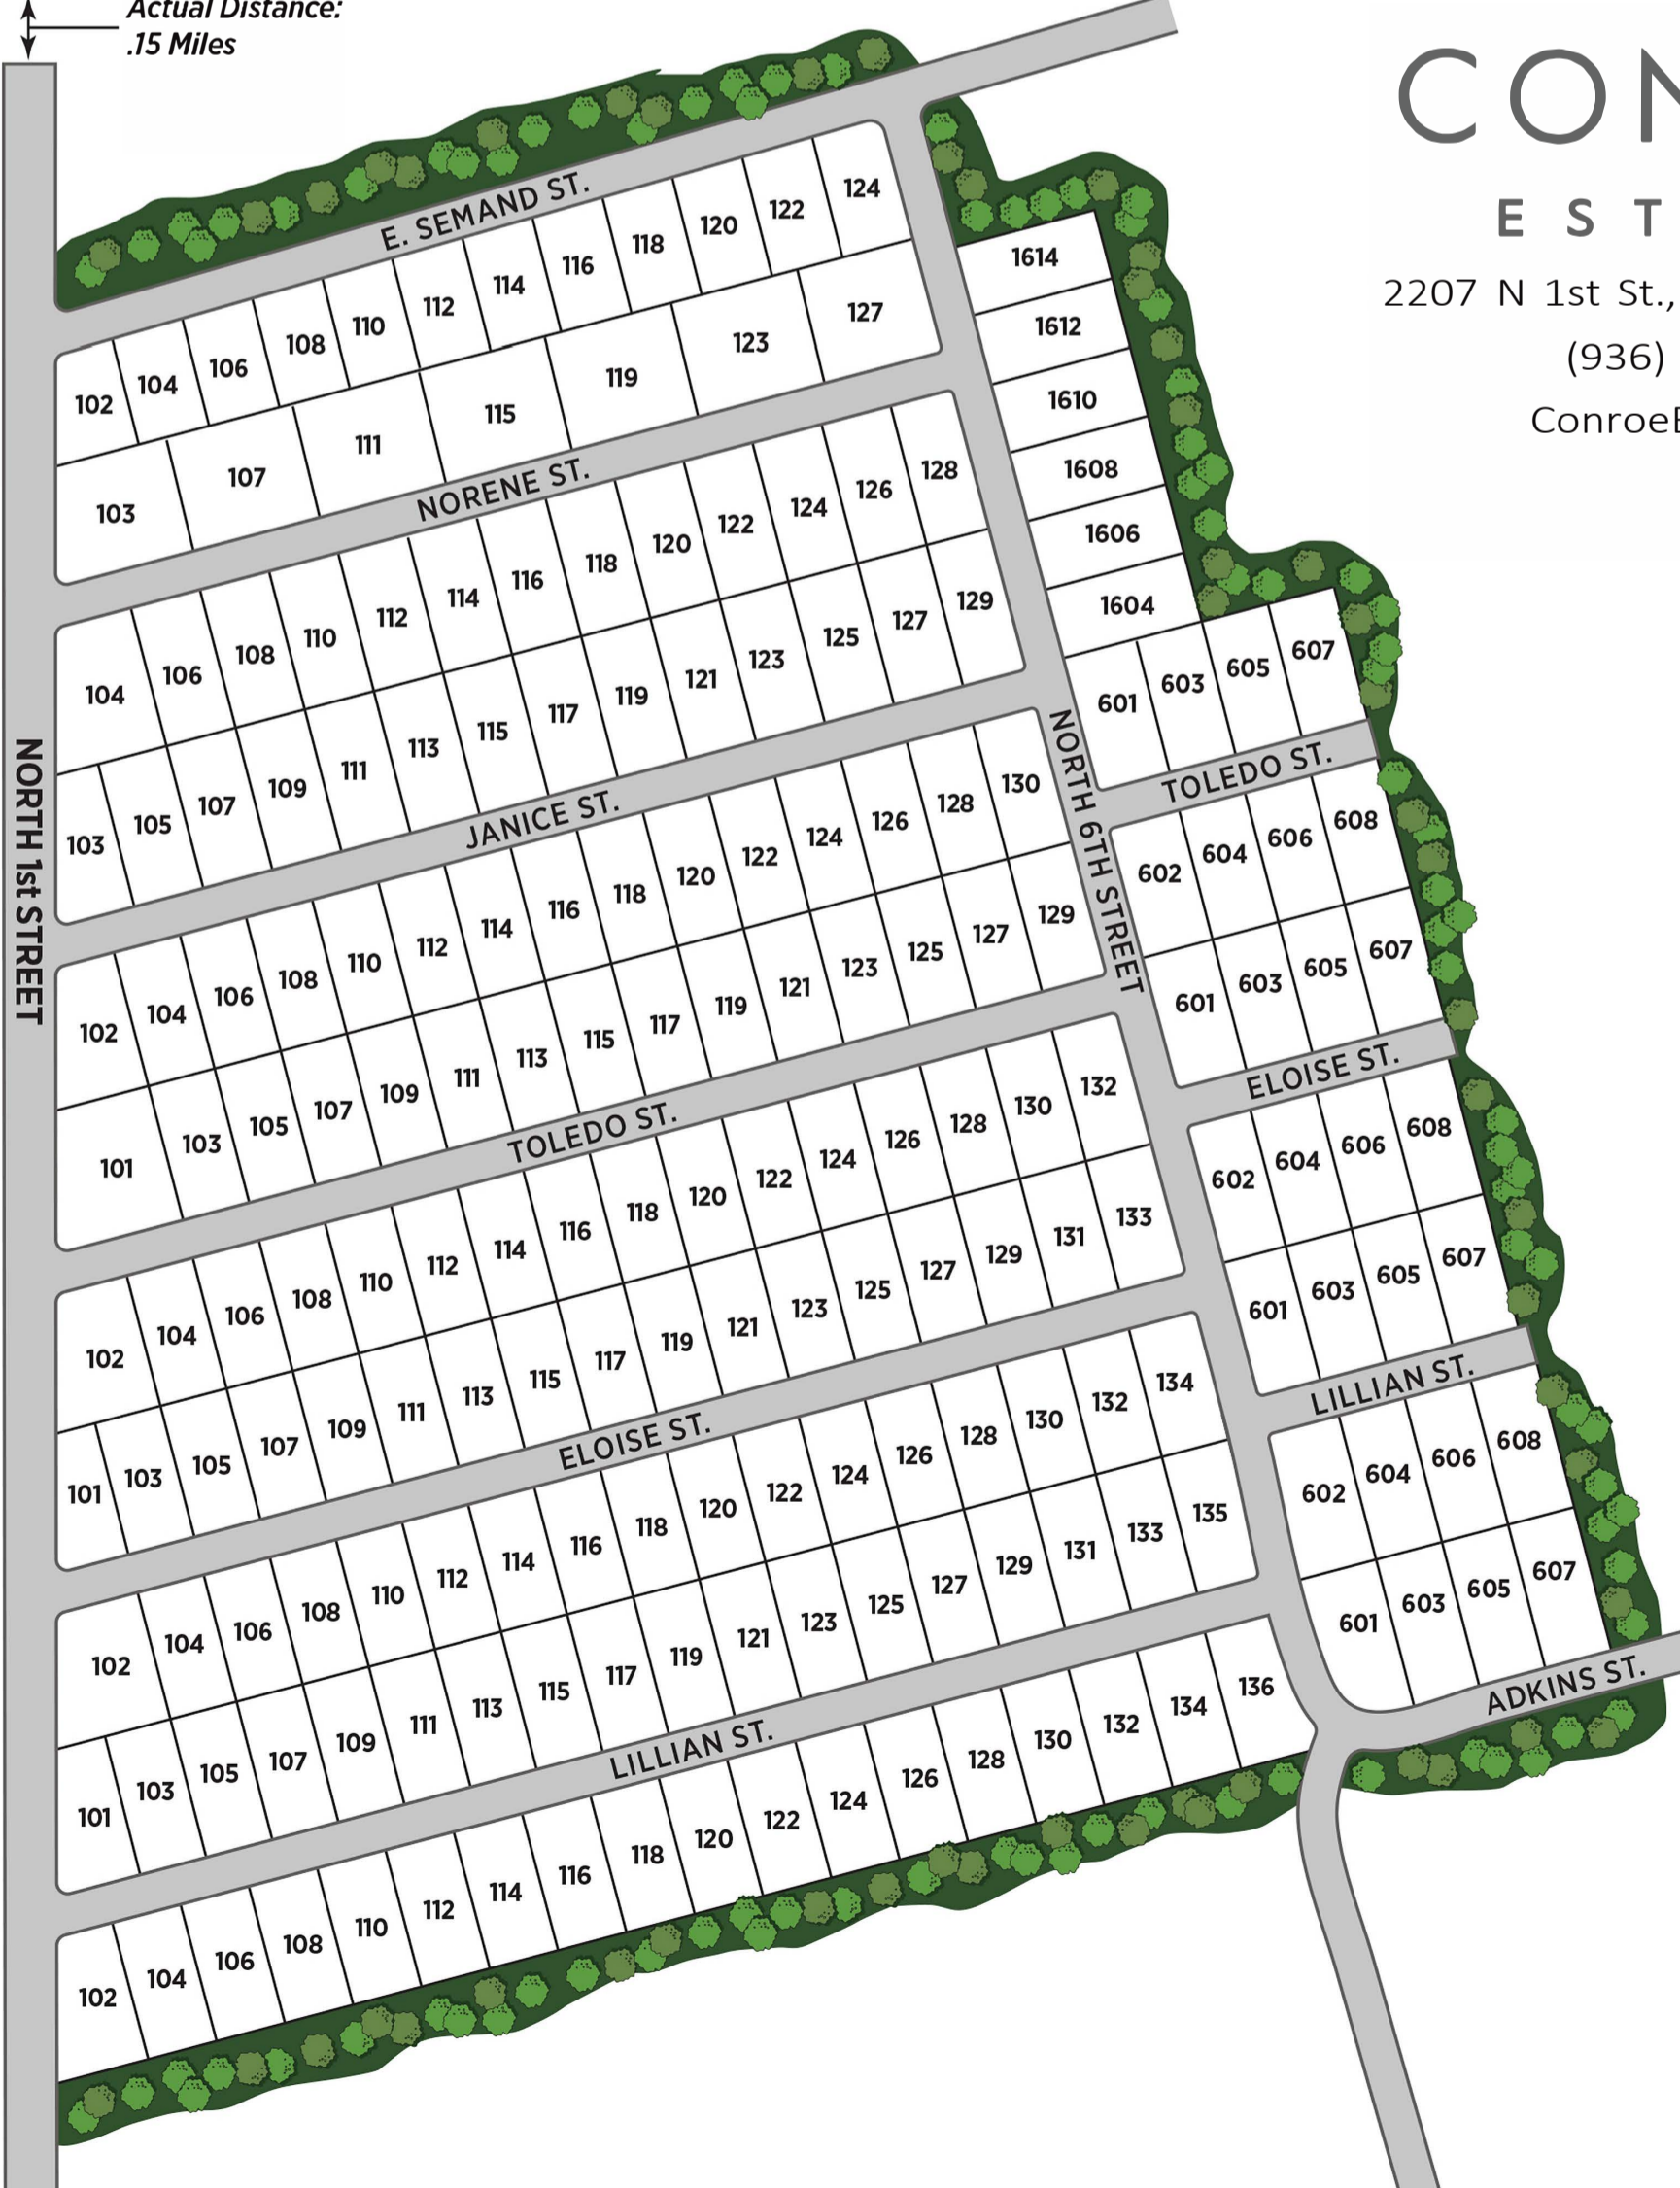 Actual Distance:
.15 Miles
CON
EST
2207 N 1st St.,
(936)
ConroeE
NORTH 1st STREET
E. SEMAND ST.
102 104 106 108 110 112 114 116 118 120 122 124
103 107 111 115 119 123 127
NORENE ST.
104 106 108 110 112 114 116 118 120 122 124 126 128
103 105 107 109 111 113 115 117 119 121 123 125 127 129
JANICE ST.
102 104 106 108 110 112 114 116 118 120 122 124 126 128 130
101 103 105 107 109 111 113 115 117 119 121 123 125 127 129
TOLEDO ST.
102 104 106 108 110 112 114 116 118 120 122 124 126 128 130 132
101 103 105 107 109 111 113 115 117 119 121 123 125 127 129 131 133
ELOISE ST.
102 104 106 108 110 112 114 116 118 120 122 124 126 128 130 132 134
101 103 105 107 109 111 113 115 117 119 121 123 125 127 129 131 133 135
LILLIAN ST.
102 104 106 108 110 112 114 116 118 120 122 124 126 128 130 132 134 136
NORTH 6TH STREET
1614
1612
1610
1608
1606
1604
601 603 605 607
TOLEDO ST.
602 604 606 608
601 603 605 607
ELOISE ST.
602 604 606 608
601 603 605 607
LILLIAN ST.
602 604 606 608
601 603 605 607
ADKINS ST.